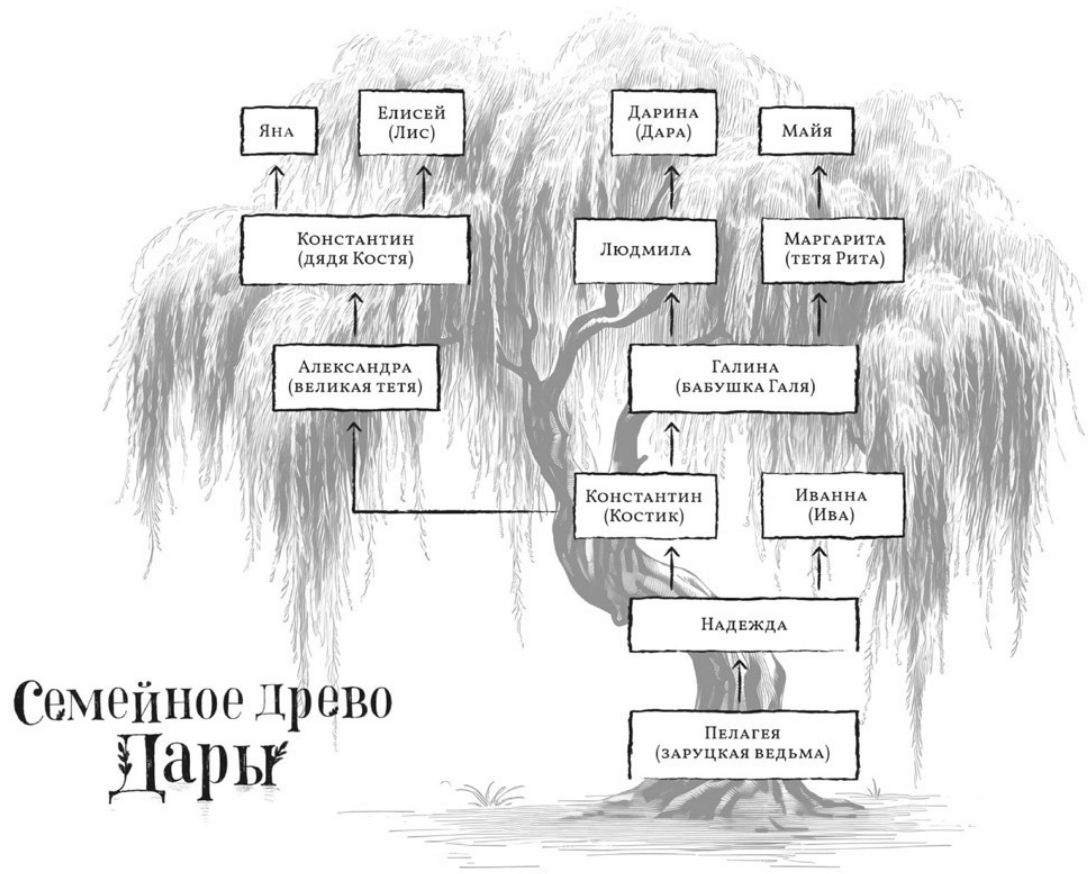 Яна
Елисей
(Лис)
Дарина
(Дара)
Майя
Константин
(дядя Костя)
Людмила
Маргарита
(тетя Рита)
Александра
(великая тетя)
Галина
(бабушка Галя)
Константин
(Костик)
Иванна
(Ива)
Надежда
Пелагея
(заруцкая ведьма)
Семейное древо
Дары